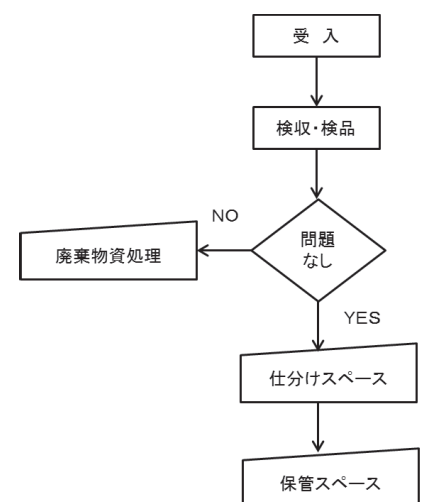 受 入
検収・検品
NO
問題
なし
廃棄物資処理
YES
仕分けスペース
保管スペース